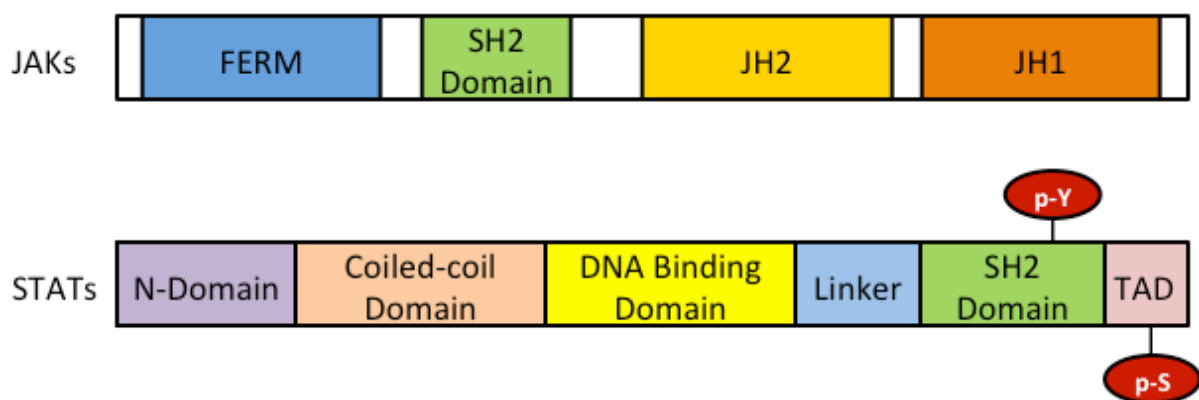 JAKs
FERM
SH2
Domain
JH2
JH1
p-Y
STATs
N-Domain
Coiled-coil
Domain
DNA Binding
Domain
Linker
SH2
Domain
TAD
p-S